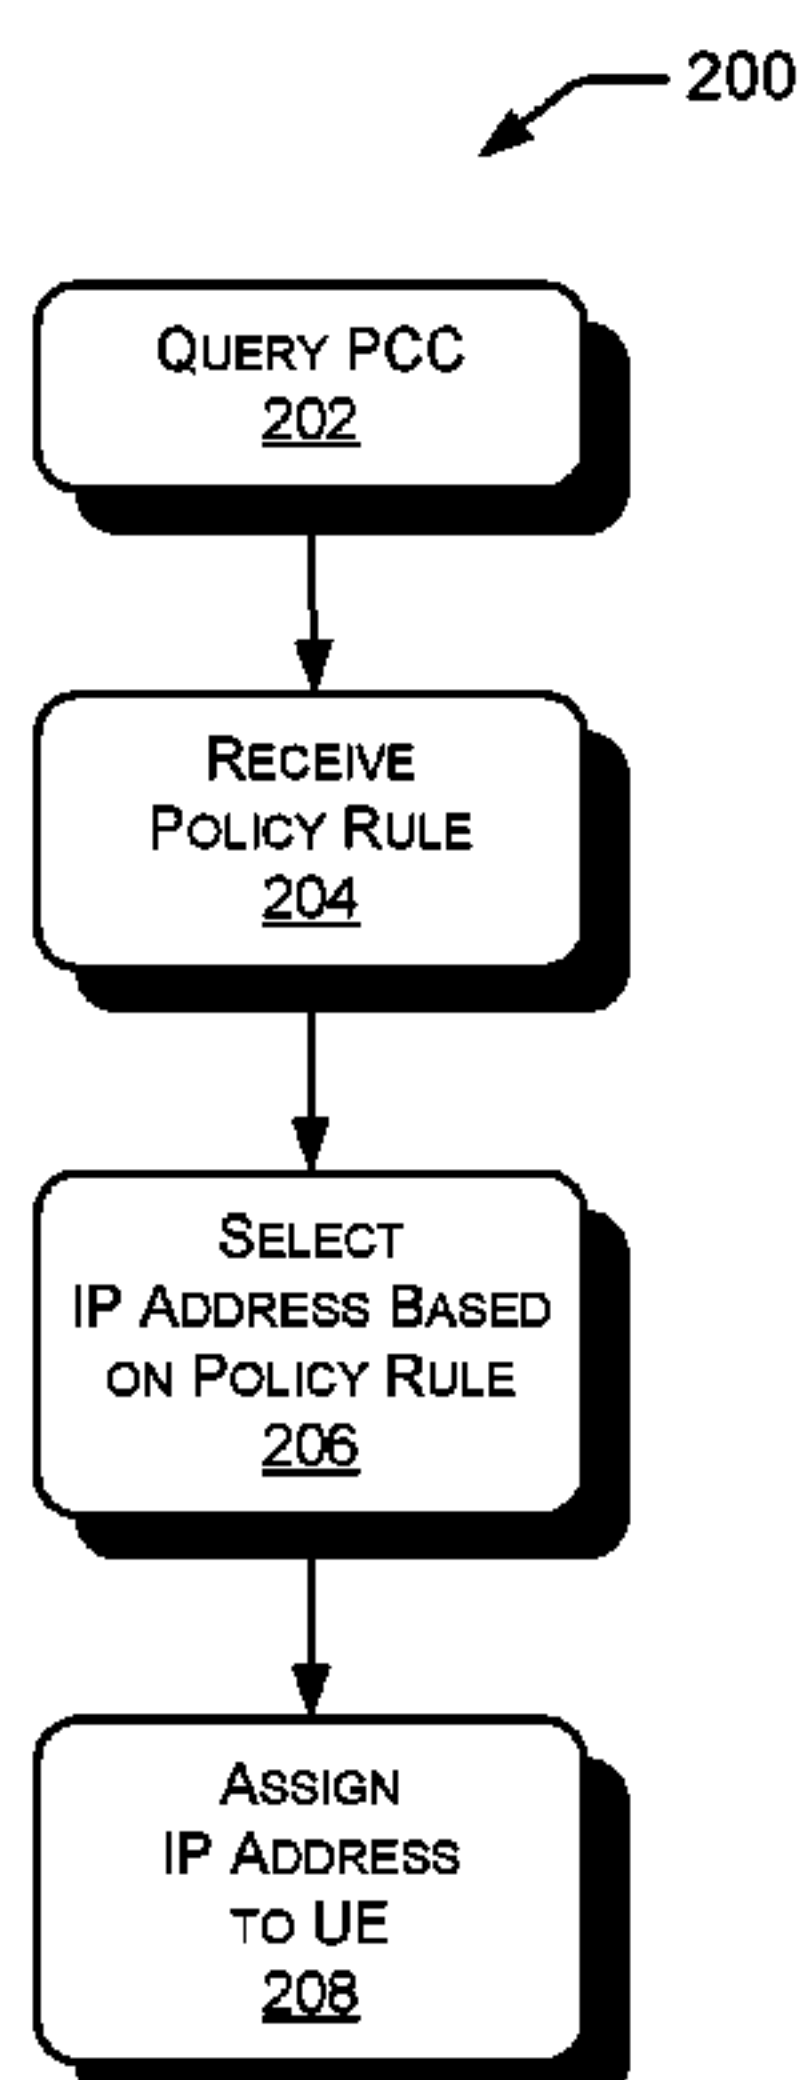 200
QUERY PCC
202
RECEIVE
POLICY RULE
204
SELECT
IP ADDRESS BASED
ON POLICY RULE
206
ASSIGN
IP ADDRESS
TO UE
208